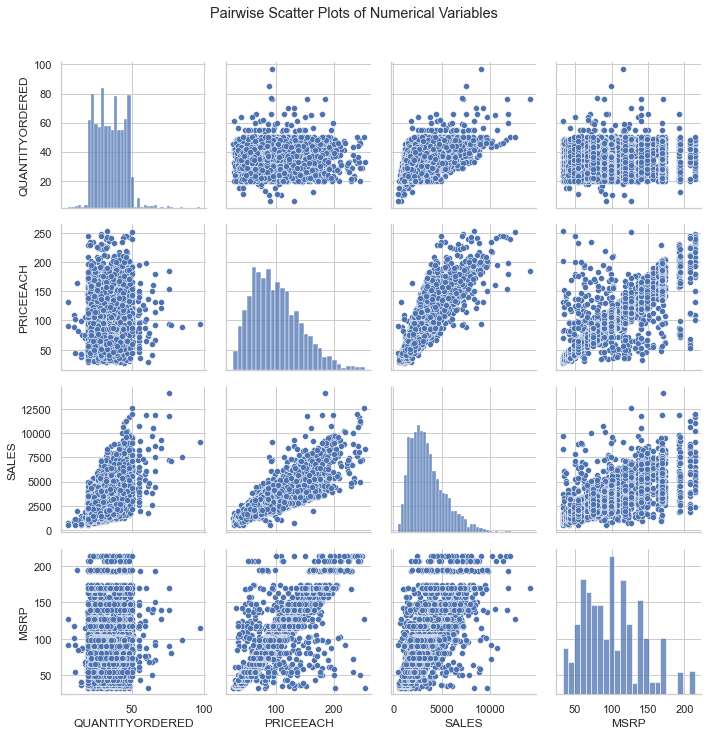 Pairwise Scatter Plots of Numerical Variables
100
80
60
40
20
QUANTITYORDERED
250
200
150
100
50
PRICEEACH
12500
10000
7500
5000
2500
0
SALES
200
150
100
50
MSRP
50 100
QUANTITYORDERED
100 200
PRICEEACH
0 10000
SALES
50 100 150 200
MSRP